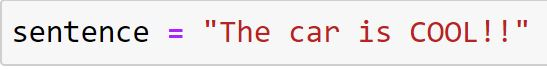 sentence = "The car is COOL!!"